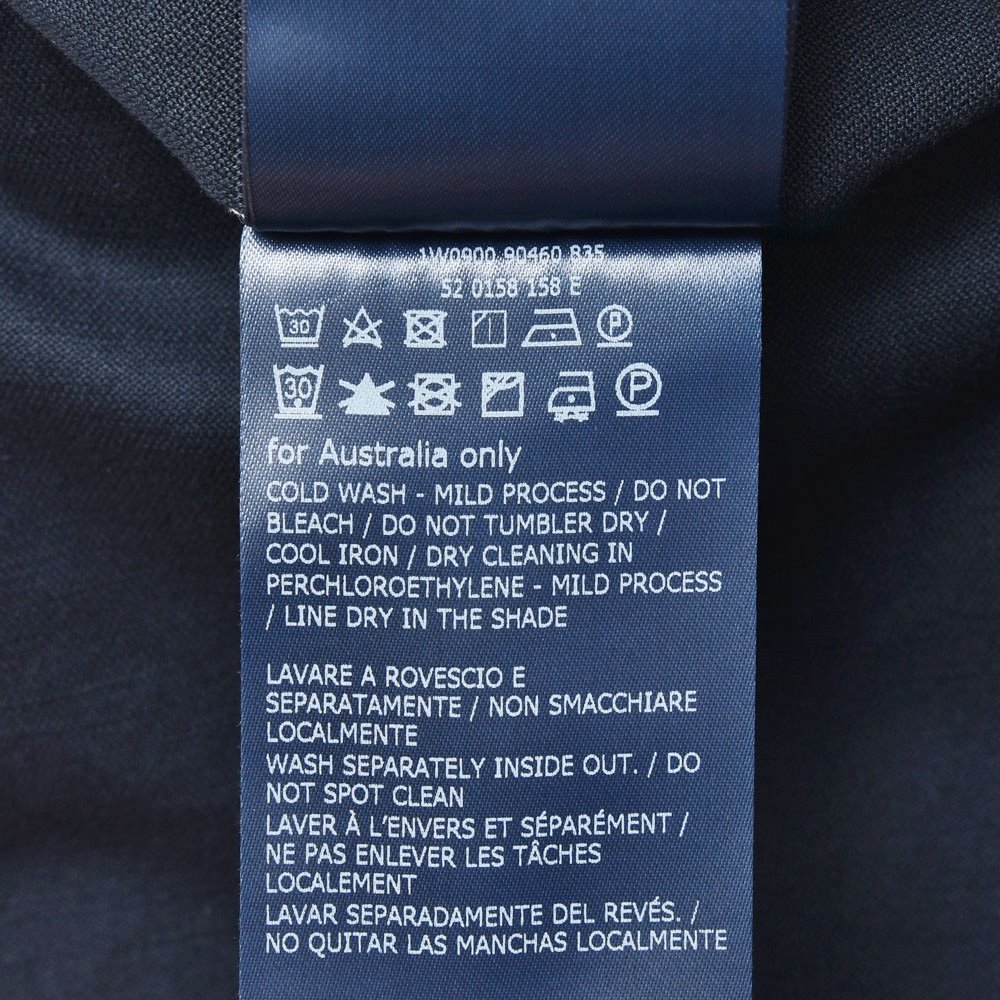 1W0900 90460 835
52 0158 158 E
30
P
30
P
for Australia only
COLD WASH - MILD PROCESS / DO NOT
BLEACH / DO NOT TUMBLER DRY /
COOL IRON / DRY CLEANING IN
PERCHLOROETHYLENE - MILD PROCESS
/ LINE DRY IN THE SHADE
LAVARE A ROVESCIO E
SEPARATAMENTE / NON SMACCHIARE
LOCALMENTE
WASH SEPARATELY INSIDE OUT. / DO
NOT SPOT CLEAN
LAVER À L'ENVERS ET SÉPARÉMENT /
NE PAS ENLEVER LES TÂCHES
LOCALEMENT
LAVAR SEPARADAMENTE DEL REVÉS. /
NO QUITAR LAS MANCHAS LOCALMENTE